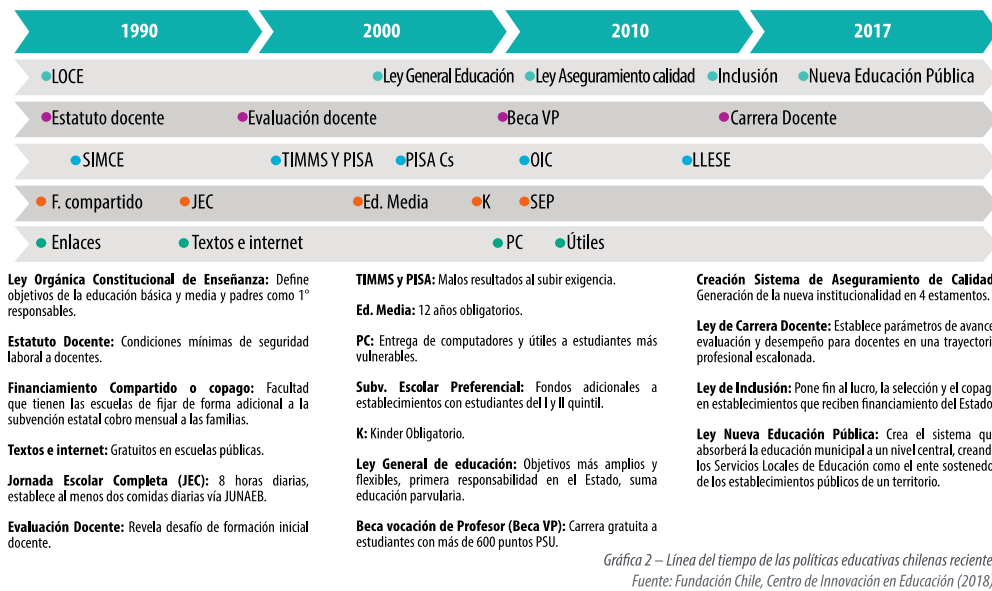 1990 2000 2010 2017
LOCE Ley General Educación Ley Aseguramiento calidad Inclusión Nueva Educación Pública
Estatuto docente Evaluación docente Beca VP Carrera Docente
SIMCE TIMMS Y PISA PISA Cs OIC LLESE
F. compartido JEC Ed. Media K SEP
Enlaces Textos e internet PC Útiles
Ley Orgánica Constitucional de Enseñanza: Define
objetivos de la educación básica y media y padres como 1°
responsables.
Estatuto Docente: Condiciones mínimas de seguridad
laboral a docentes.
Financiamiento Compartido o copago: Facultad
que tienen las escuelas de fijar de forma adicional a la
subvención estatal cobro mensual a las familias.
Textos e internet: Gratuitos en escuelas públicas.
Jornada Escolar Completa (JEC): 8 horas diarias,
establece al menos dos comidas diarias vía JUNAEB.
Evaluación Docente: Revela desafío de formación inicial
docente.
TIMMS y PISA: Malos resultados al subir exigencia.
Ed. Media: 12 años obligatorios.
PC: Entrega de computadores y útiles a estudiantes más
vulnerables.
Subv. Escolar Preferencial: Fondos adicionales a
establecimientos con estudiantes del I y II quintil.
K: Kinder Obligatorio.
Ley General de educación: Objetivos más amplios y
flexibles, primera responsabilidad en el Estado, suma
educación parvularia.
Beca vocación de Profesor (Beca VP): Carrera gratuita a
estudiantes con más de 600 puntos PSU.
Creación Sistema de Aseguramiento de Calidad
Generación de la nueva institucionalidad en 4 estamentos.
Ley de Carrera Docente: Establece parámetros de avance
evaluación y desempeño para docentes en una trayectori
profesional escalonada.
Ley de Inclusión: Pone fin al lucro, la selección y el copag
en establecimientos que reciben financiamiento del Estado
Ley Nueva Educación Pública: Crea el sistema qu
absorberá la educación municipal a un nivel central, creand
los Servicios Locales de Educación como el ente sostenedo
de los establecimientos públicos de un territorio.
Gráfica 2 – Línea del tiempo de las políticas educativas chilenas reciente
Fuente: Fundación Chile, Centro de Innovación en Educación (2018)